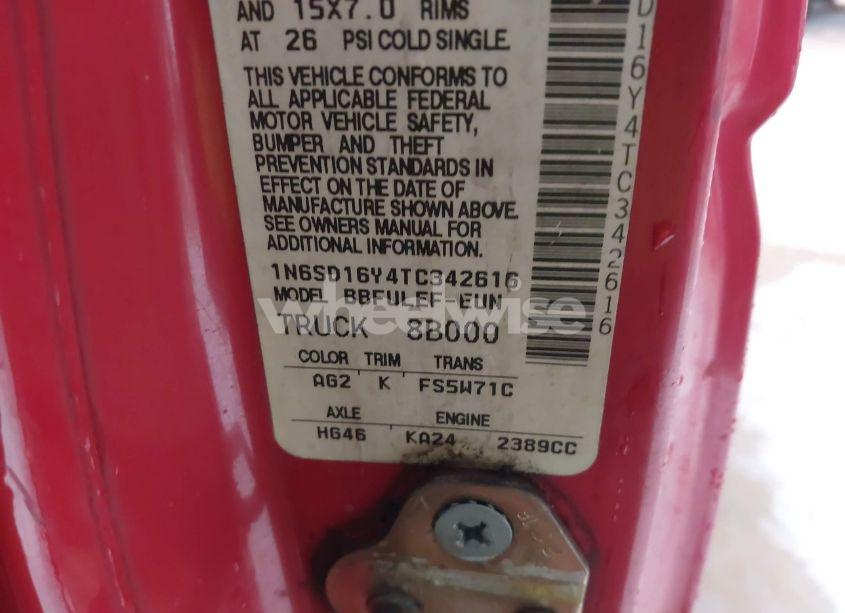 AND 15X7.0 RIMS
AT 26 PSI COLD SINGLE.
THIS VEHICLE CONFORMS TO
ALL APPLICABLE FEDERAL
MOTOR VEHICLE SAFETY,
BUMPER AND THEFT
PREVENTION STANDARDS IN
EFFECT ON THE DATE OF
MANUFACTURE SHOWN ABOVE.
SEE OWNERS MANUAL FOR
ADDITIONAL INFORMATION
1N6SD16Y4TC342616
MODEL BBFULEF-EUN
TRUCK 8B000
COLOR TRIM TRANS
AG2 K FS5W71C
AXLE ENGINE
HG46 KA24 2389CC
D16Y4TC342616
wheelwise